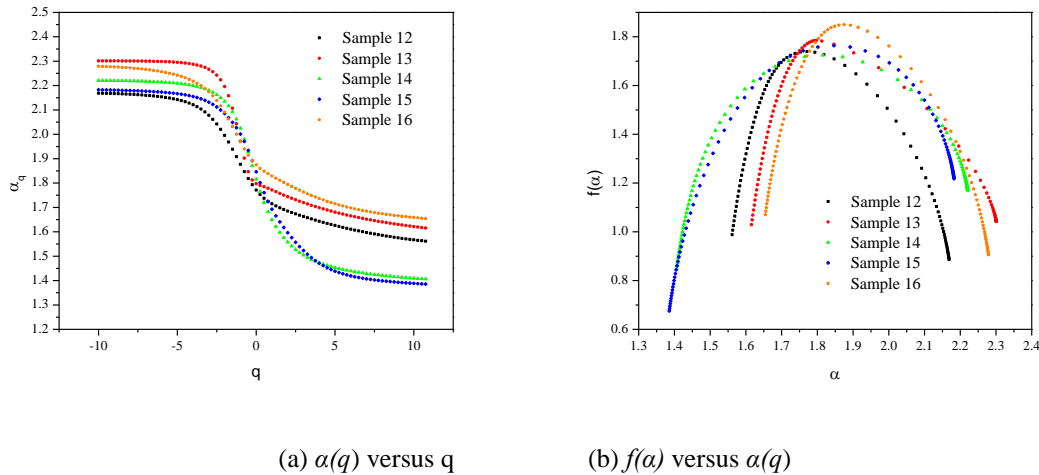 2.5
2.4
2.3
2.2
2.1
2.0
1.9
1.8
1.7
1.6
1.5
1.4
1.3
1.2
α_q
-10 -5 0 5 10
q
Sample 12
Sample 13
Sample 14
Sample 15
Sample 16
1.8
1.6
1.4
1.2
1.0
0.8
0.6
f(α)
1.3 1.4 1.5 1.6 1.7 1.8 1.9 2.0 2.1 2.2 2.3 2.4
α
Sample 12
Sample 13
Sample 14
Sample 15
Sample 16
(a) α(q) versus q
(b) f(α) versus α(q)